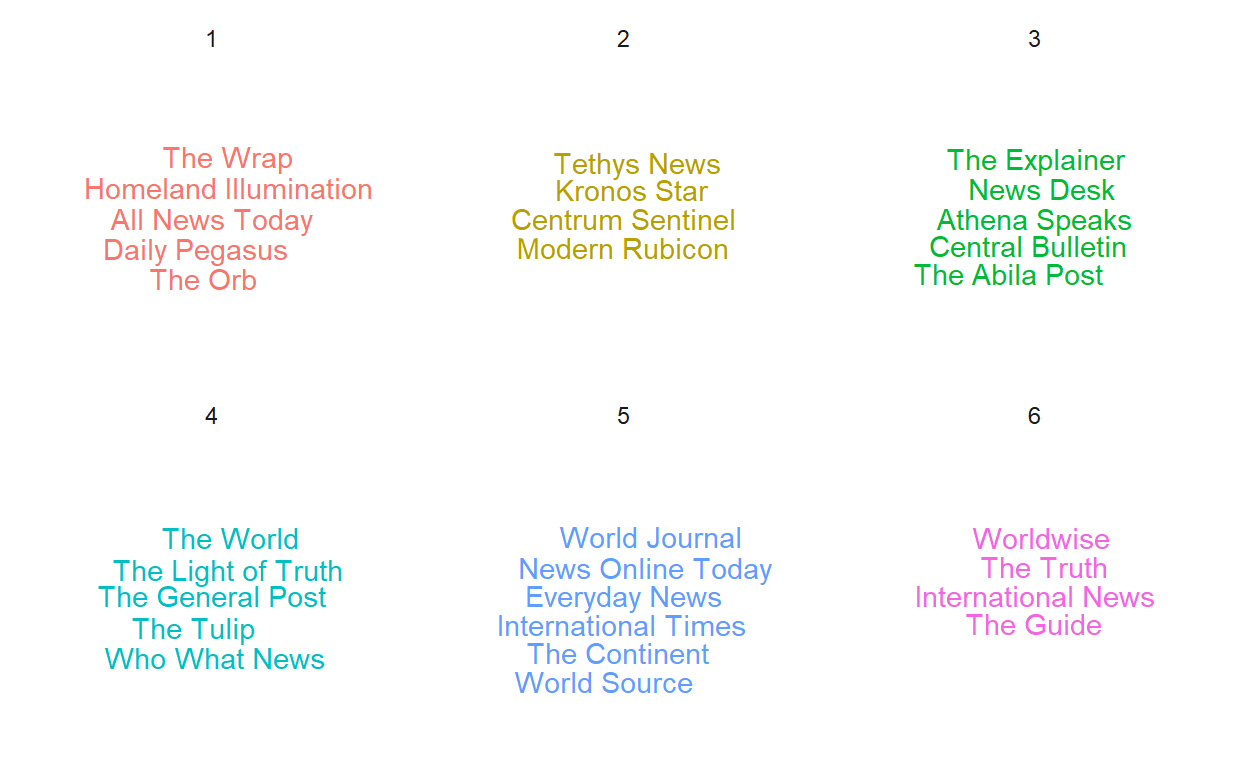 1
The Wrap
Homeland Illumination
All News Today
Daily Pegasus
The Orb
2
Tethys News
Kronos Star
Centrum Sentinel
Modern Rubicon
3
The Explainer
News Desk
Athena Speaks
Central Bulletin
The Abila Post
4
The World
The Light of Truth
The General Post
The Tulip
Who What News
5
World Journal
News Online Today
Everyday News
International Times
The Continent
World Source
6
Worldwise
The Truth
International News
The Guide